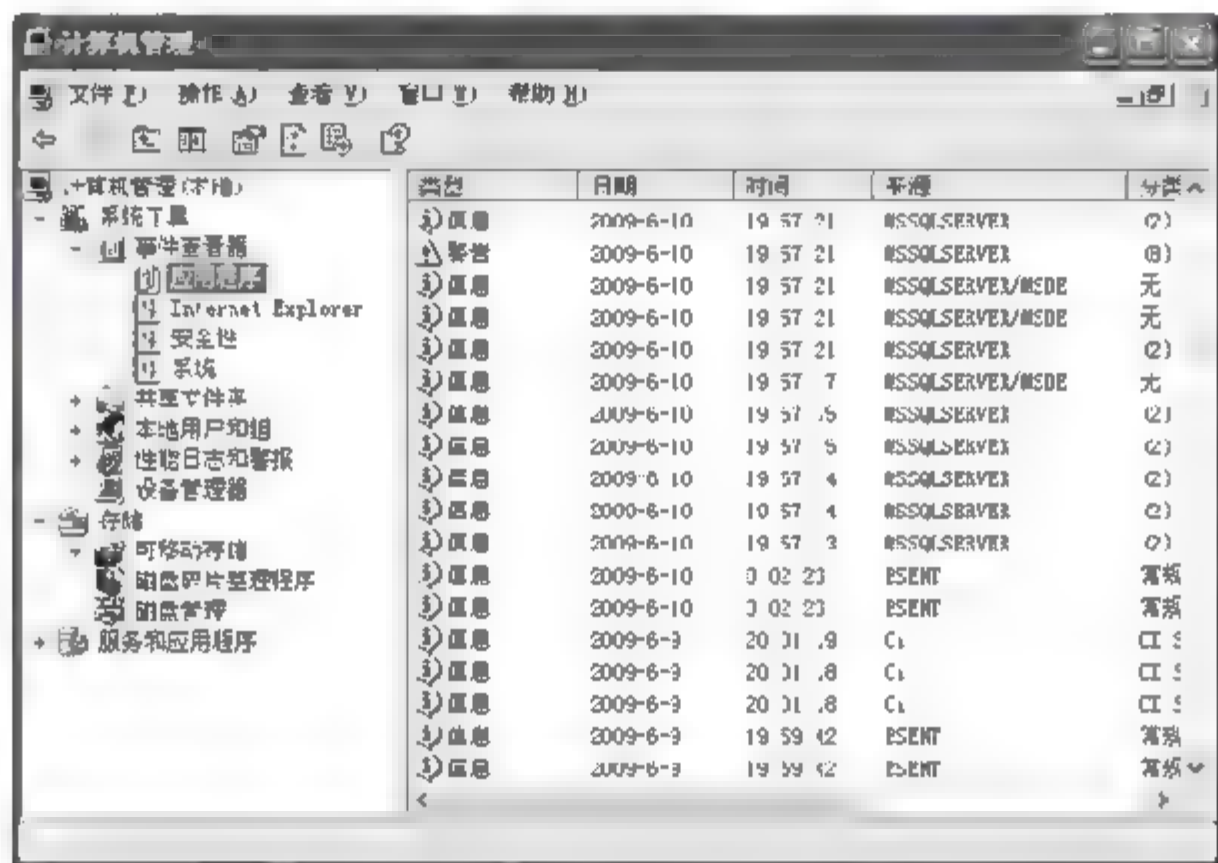 计算机管理
文件(F) 操作(A) 查看(V) 窗口(W) 帮助(H)
计算机管理(本地)
系统工具
事件查看器
应用程序
Internet Explorer
安全性
系统
共享文件夹
本地用户和组
性能日志和警报
设备管理器
存储
可移动存储
磁盘碎片整理程序
磁盘管理
服务和应用程序
类型 日期 时间 来源 分类
信息 2009-6-10 19:57:21 MSSQLSERVER (2)
警告 2009-6-10 19:57:21 MSSQLSERVER (8)
信息 2009-6-10 19:57:21 MSSQLSERVER/MSDE 无
信息 2009-6-10 19:57:21 MSSQLSERVER/MSDE 无
信息 2009-6-10 19:57:21 MSSQLSERVER (2)
信息 2009-6-10 MSSQLSERVER/MSDE 无
信息 2009-6-10 MSSQLSERVER (2)
信息 2009-6-10 MSSQLSERVER (2)
信息 2009-6-10 MSSQLSERVER (2)
信息 2009-6-10 MSSQLSERVER (2)
信息 2009-6-10 MSSQLSERVER (2)
信息 2009-6-10 ESENT 常规
信息 2009-6-10 ESENT 常规
信息 2009-6-9 Ci CI S
信息 2009-6-9 Ci CI S
信息 2009-6-9 Ci CI S
信息 2009-6-9 19:59:42 ESENT 常规
信息 2009-6-9 19:59:42 ESENT 常规